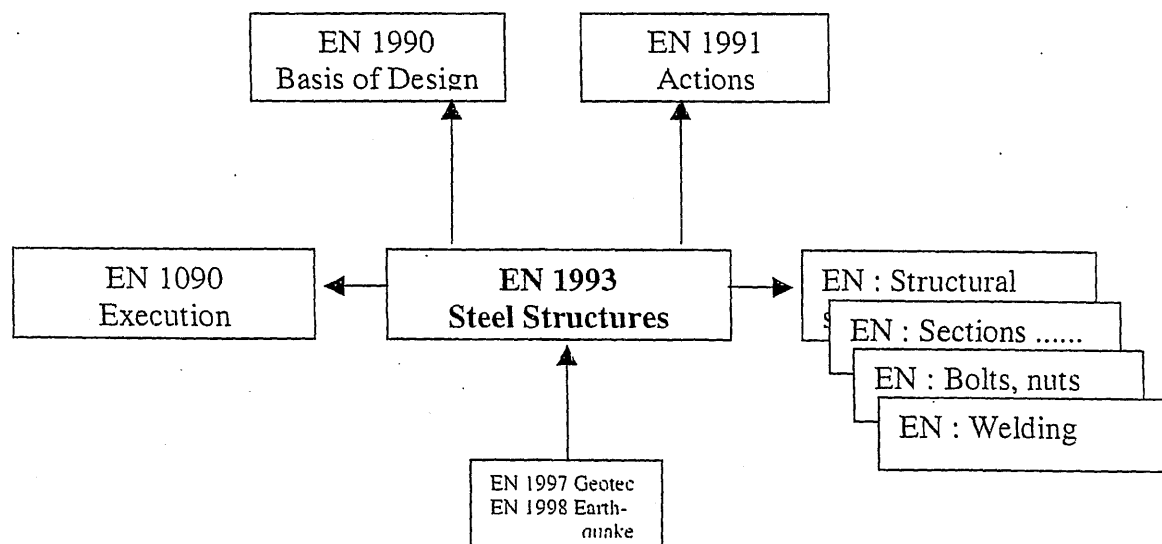 EN 1990
Basis of Design
EN 1991
Actions
EN 1090
Execution
EN 1993
Steel Structures
EN : Structural
EN : Sections ......
EN : Bolts, nuts
EN : Welding
EN 1997 Geotec
EN 1998 Earth-
quake